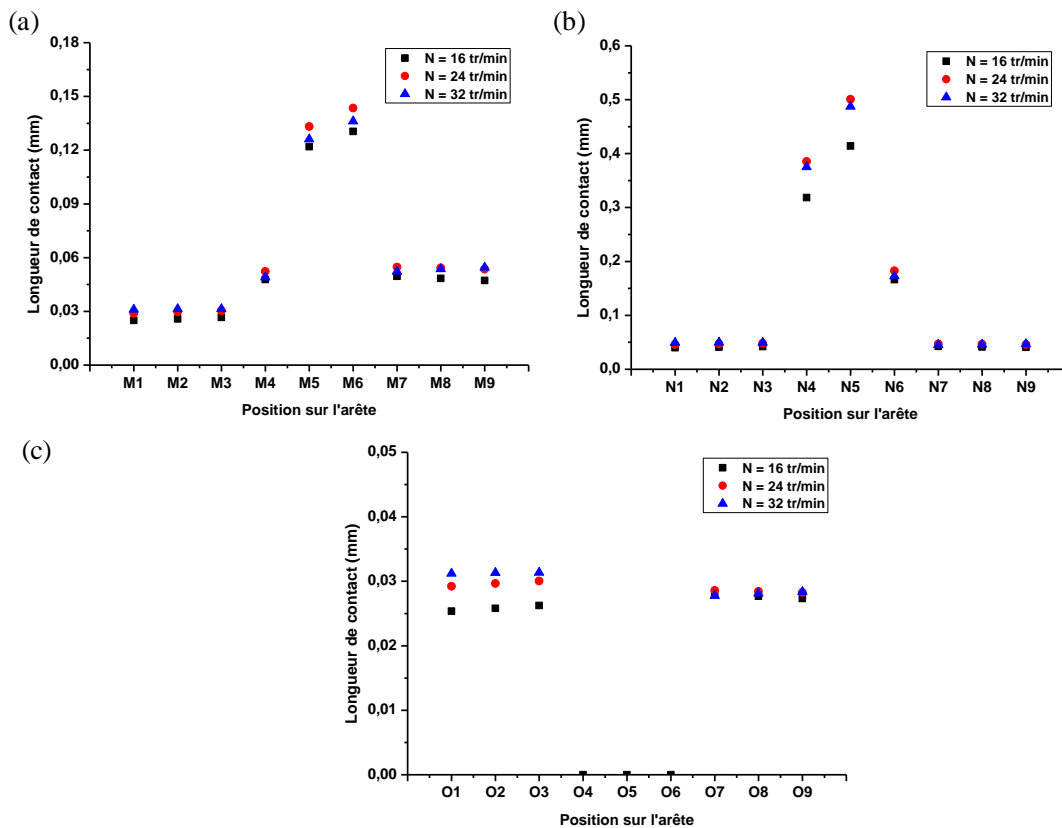 (a)
0,18
0,15
0,12
0,09
0,06
0,03
0,00
Longueur de contact (mm)
N = 16 tr/min
N = 24 tr/min
N = 32 tr/min
M1 M2 M3 M4 M5 M6 M7 M8 M9
Position sur l'arête
(b)
0,6
0,5
0,4
0,3
0,2
0,1
0,0
Longueur de contact (mm)
N = 16 tr/min
N = 24 tr/min
N = 32 tr/min
N1 N2 N3 N4 N5 N6 N7 N8 N9
Position sur l'arête
(c)
0,05
0,04
0,03
0,02
0,01
0,00
Longueur de contact (mm)
N = 16 tr/min
N = 24 tr/min
N = 32 tr/min
O1 O2 O3 O4 O5 O6 O7 O8 O9
Position sur l'arête